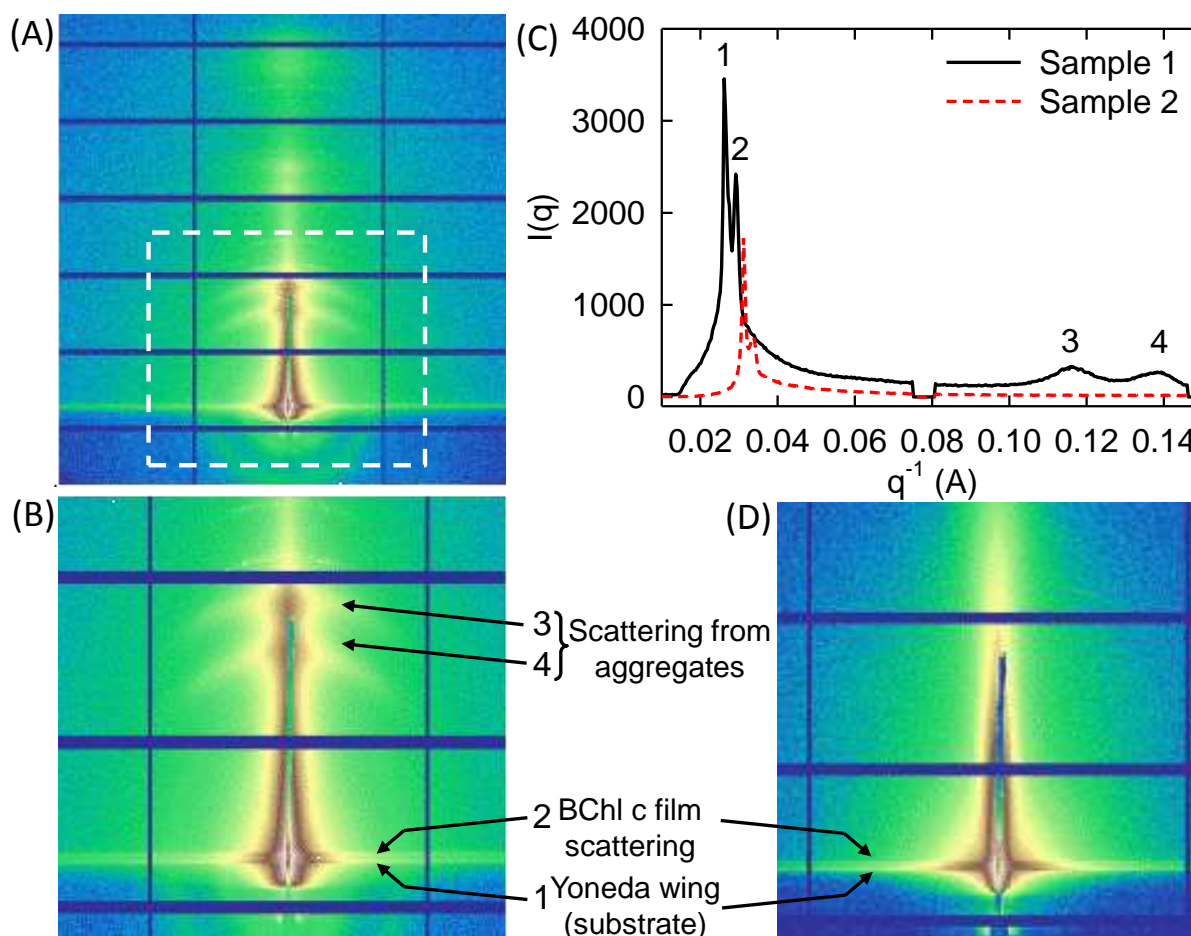 (A)
(C)
4000
3000
2000
1000
0
I(q)
1
2
3
4
Sample 1
Sample 2
0.02 0.04 0.06 0.08 0.10 0.12 0.14
q-1 (A)
(B)
(D)
3
4
Scattering from
aggregates
2 BChl c film
scattering
1 Yoneda wing
(substrate)